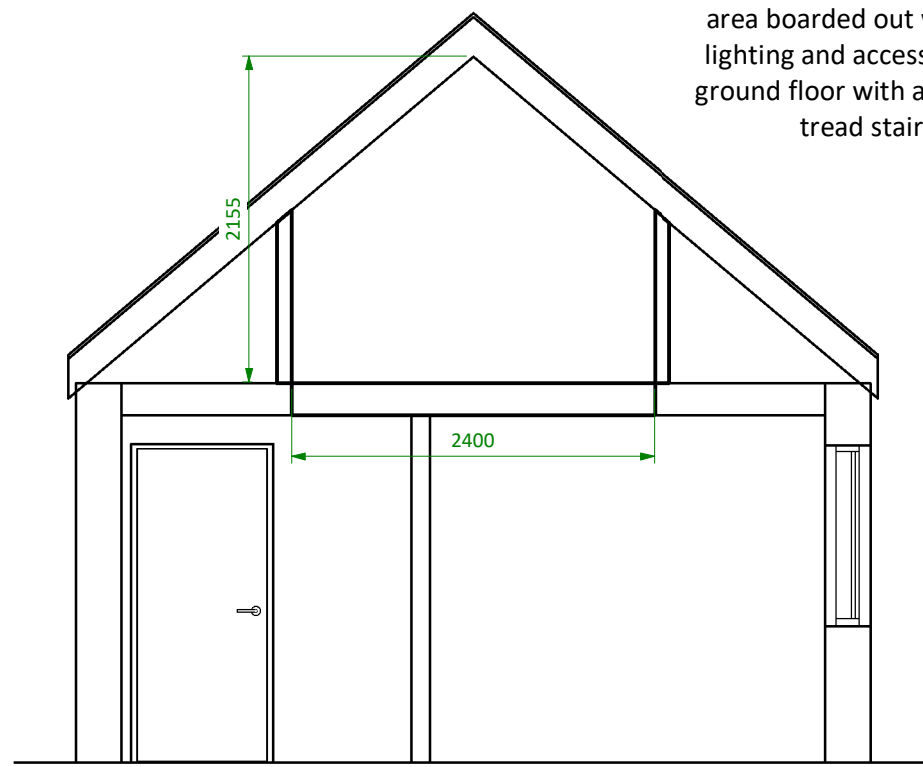 area boarded out
lighting and access
ground floor with a
tread stair
2155
2400